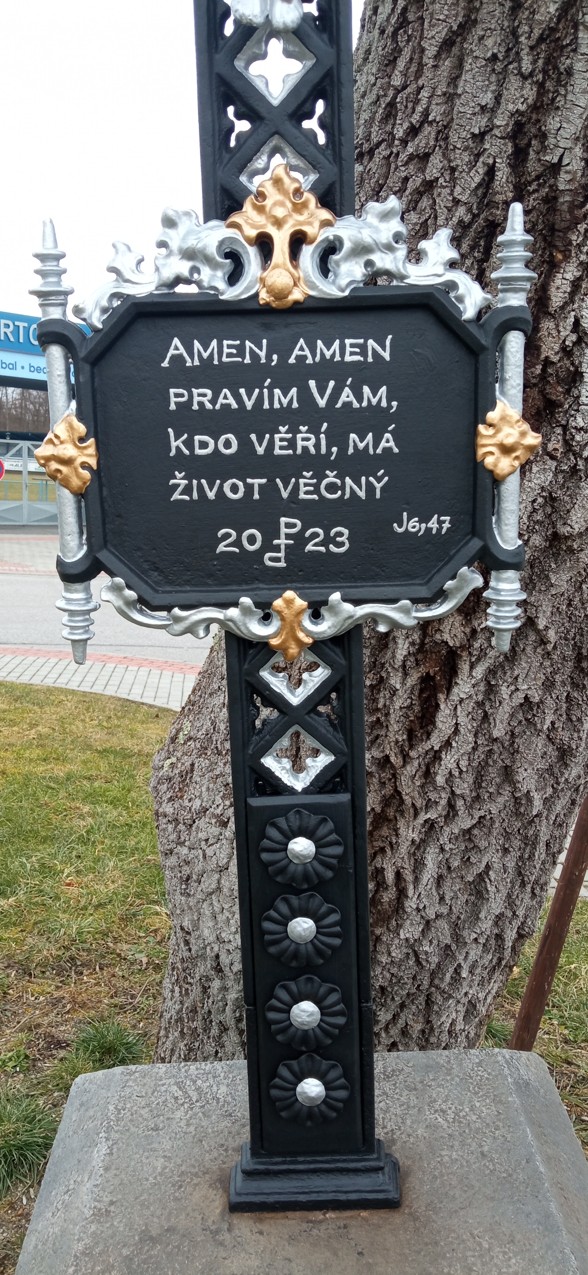 AMEN, AMEN
PRAVÍM VÁM,
KDO VĚŘÍ, MÁ
ŽIVOT VĚČNÝ
J6,47
20 23